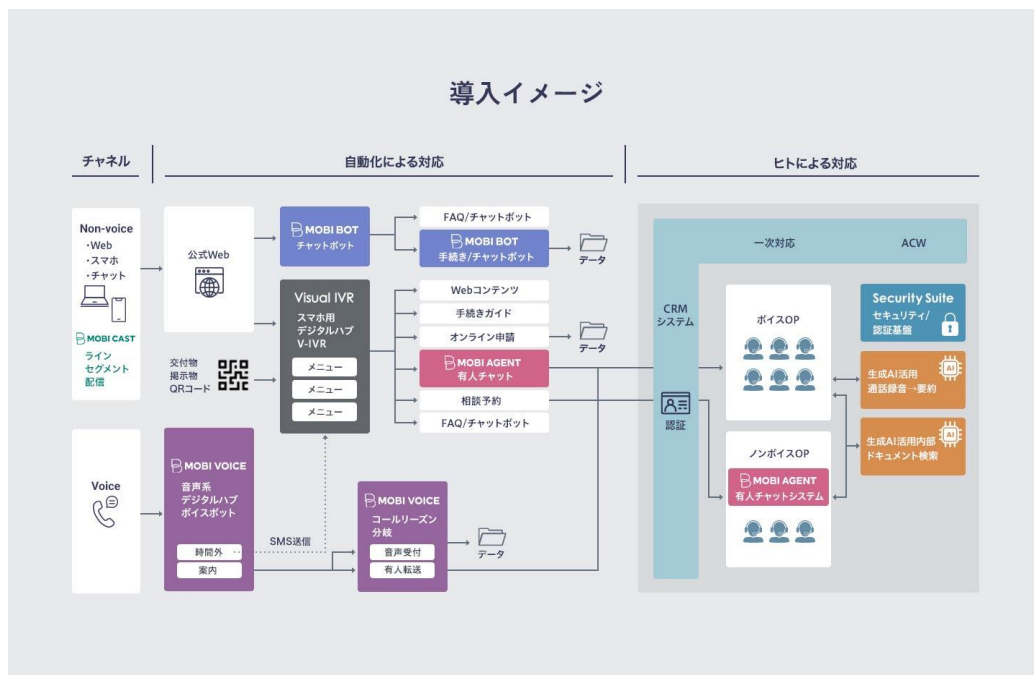 導入イメージ
チャネル
自動化による対応
ヒトによる対応
Non-voice
・Web
・スマホ
・チャット
MOBI CAST
ライン
セグメント
配信
公式Web
交付物
掲示物
QRコード
MOBI BOT
チャットボット
Visual IVR
スマホ用
デジタルハブ
V-IVR
メニュー
メニュー
メニュー
FAQ/チャットボット
MOBI BOT
手続き/チャットボット
データ
Webコンテンツ
手続きガイド
オンライン申請
データ
MOBI AGENT
有人チャット
相談予約
FAQ/チャットボット
Voice
MOBI VOICE
音声系
デジタルハブ
ボイスボット
時間外
案内
SMS送信
MOBI VOICE
コールリーズン
分岐
音声受付
有人転送
データ
CRM
システム
認証
一次対応
ACW
ボイスOP
ノンボイスOP
MOBI AGENT
有人チャットシステム
Security Suite
セキュリティ/
認証基盤
生成AI活用
通話録音→要約
AI
生成AI活用内部
ドキュメント検索
AI